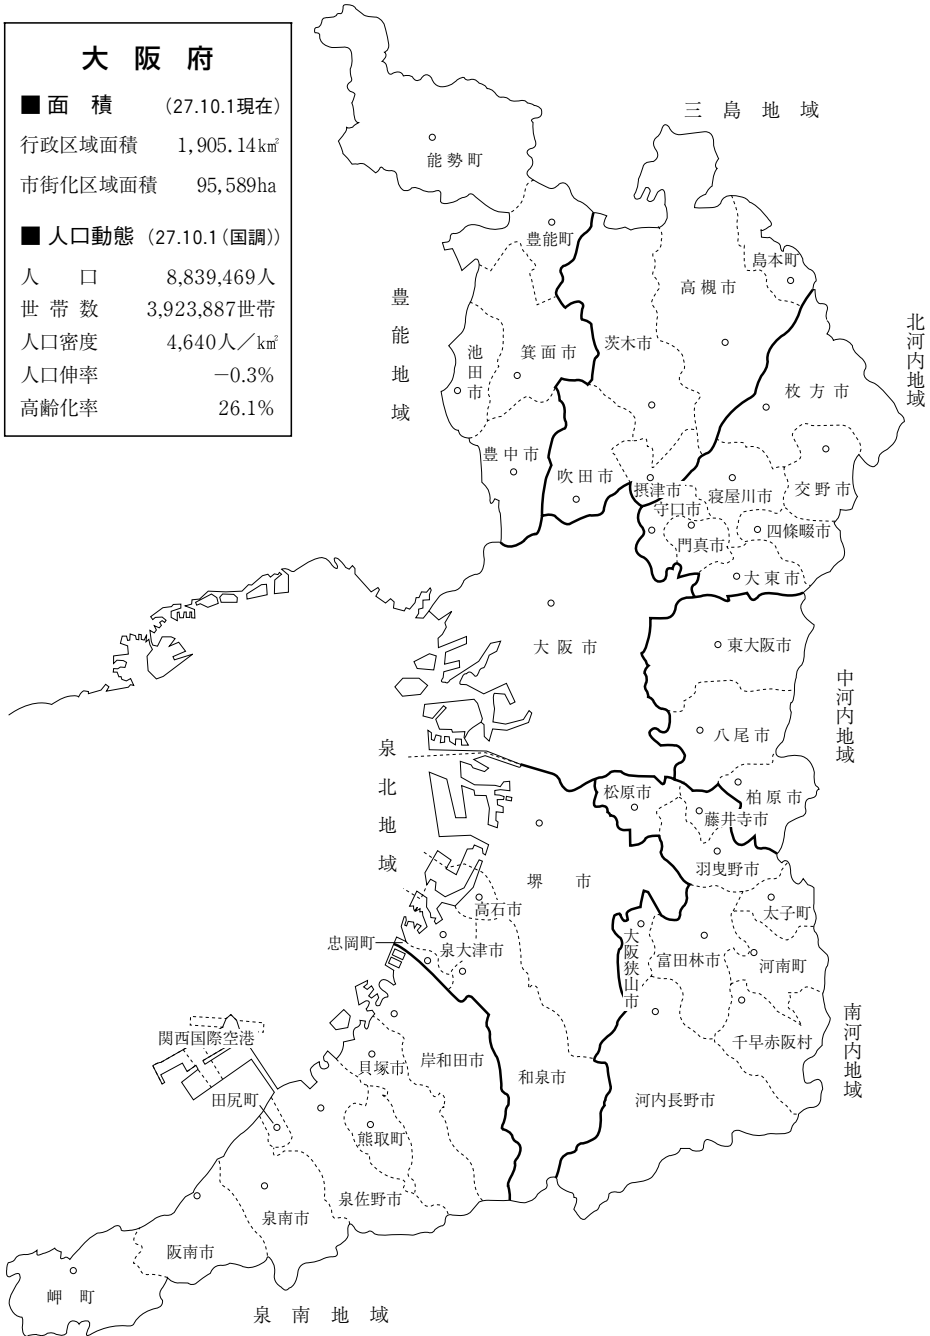 大阪府
■面積 (27.10.1現在)
行政区域面積 1,905.14㎢
市街化区域面積 95,589ha
■人口動態 (27.10.1(国調))
人口 8,839,469人
世帯数 3,923,887世帯
人口密度 4,640人／㎢
人口伸率 −0.3%
高齢化率 26.1%
三島地域
能勢町
豊能町
島本町
高槻市
豊能地域
北河内地域
茨木市
箕面市
池田市
枚方市
豊中市
吹田市
摂津市
寝屋川市
交野市
守口市
四條畷市
門真市
大東市
大阪市
東大阪市
中河内地域
八尾市
泉北地域
松原市
柏原市
藤井寺市
羽曳野市
堺市
高石市
太子町
忠岡町
泉大津市
大阪狭山市
富田林市
河南町
南河内地域
関西国際空港
千早赤阪村
岸和田市
貝塚市
和泉市
田尻町
河内長野市
熊取町
泉佐野市
泉南市
阪南市
岬町
泉南地域